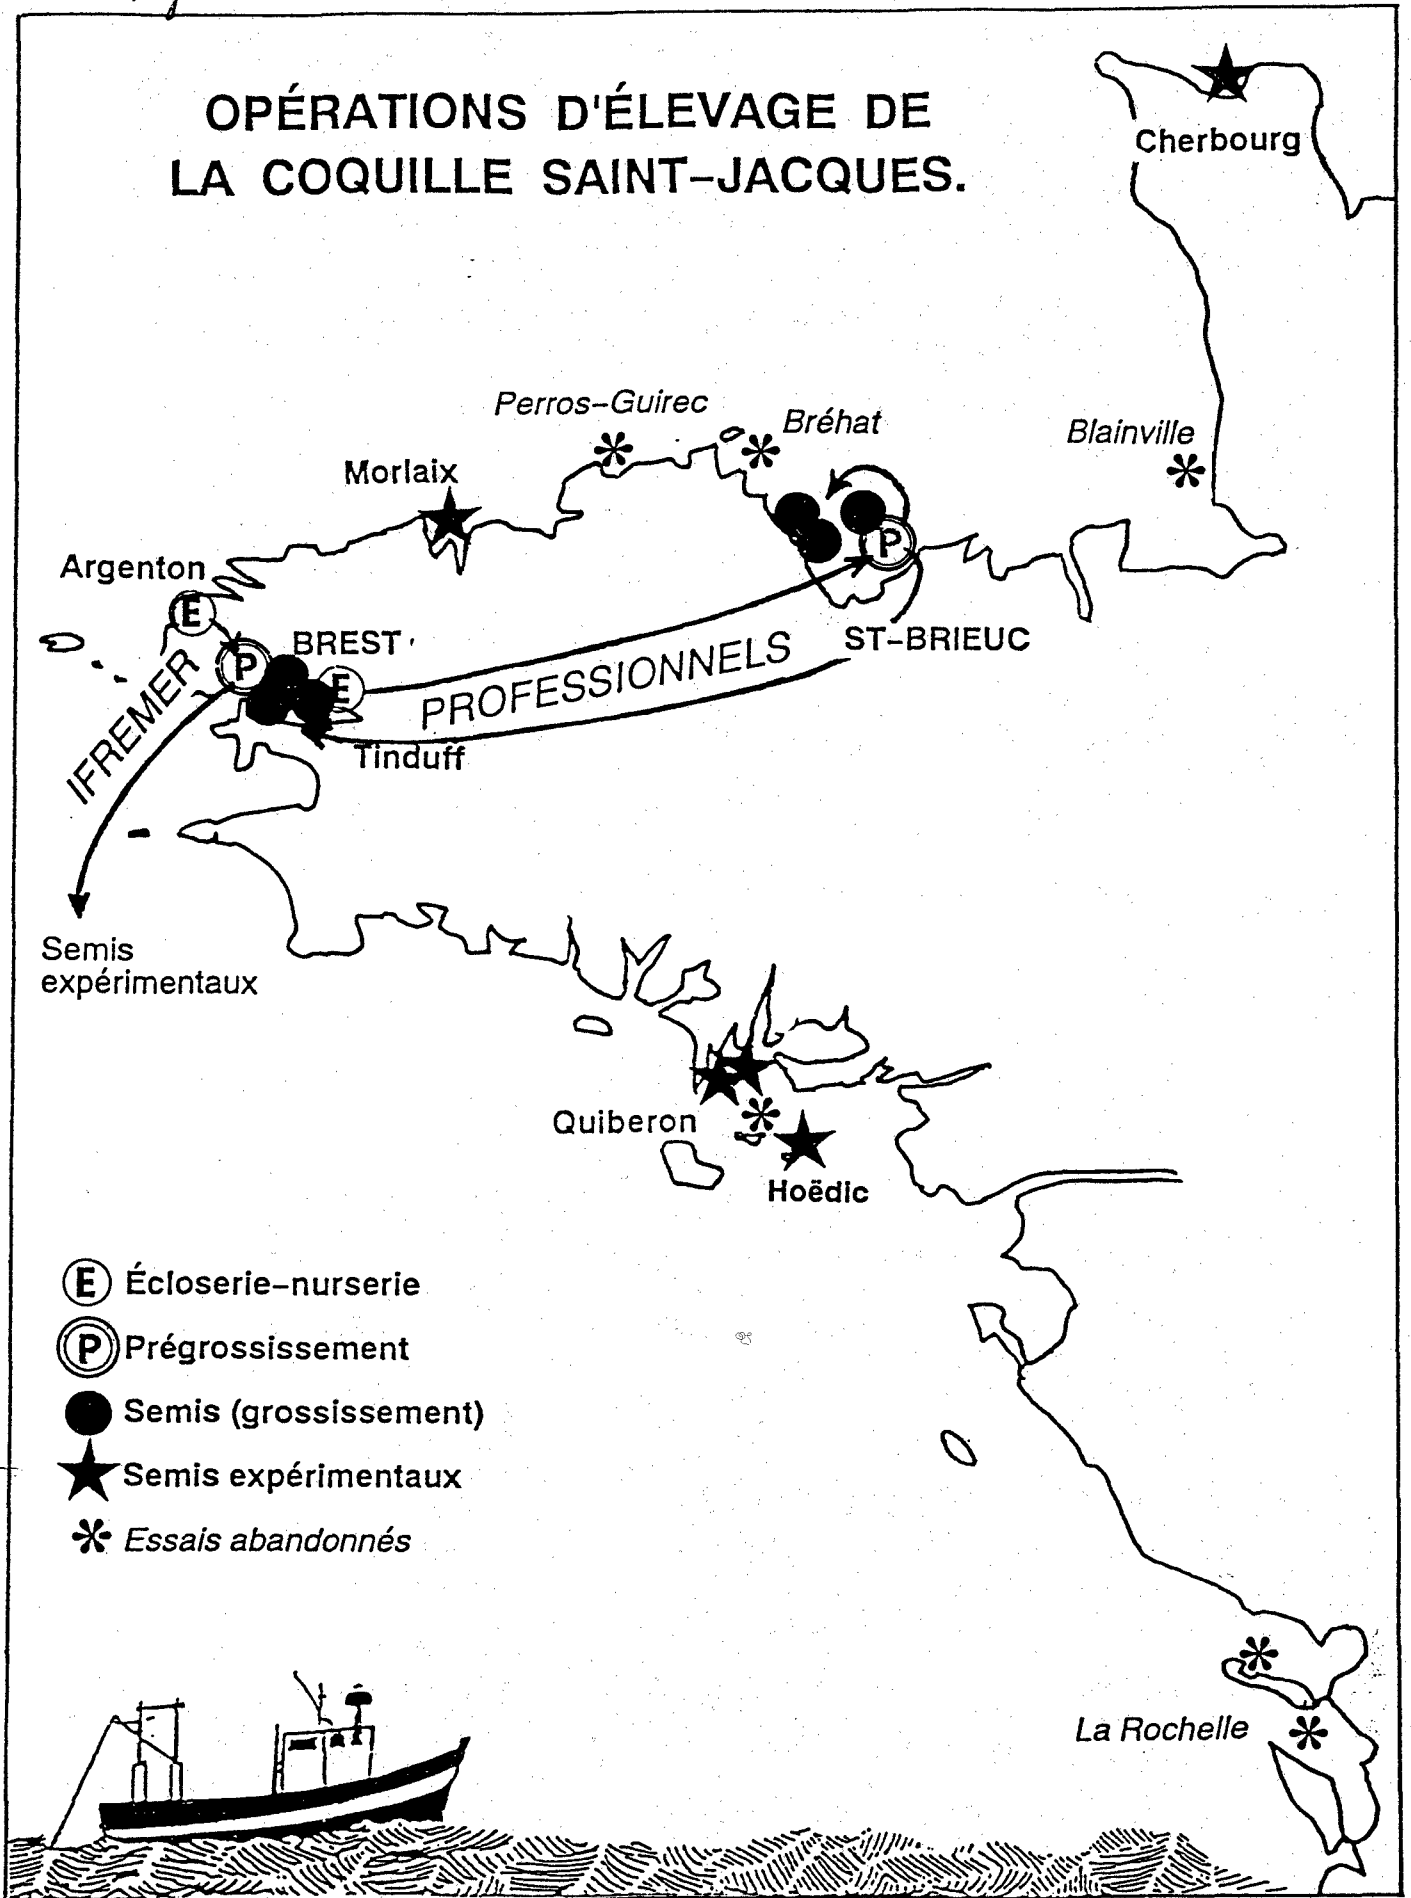 OPÉRATIONS D'ÉLEVAGE DE
LA COQUILLE SAINT-JACQUES.
Cherbourg
Perros-Guirec
Bréhat
Blainville
Morlaix
Argenton
E
P
BREST
P
E
ST-BRIEUC
PROFESSIONNELS
IFREMER
Tinduff
Semis
expérimentaux
Quiberon
Hoëdic
E Écloserie-nurserie
P Prégrossissement
Semis (grossissement)
Semis expérimentaux
Essais abandonnés
La Rochelle